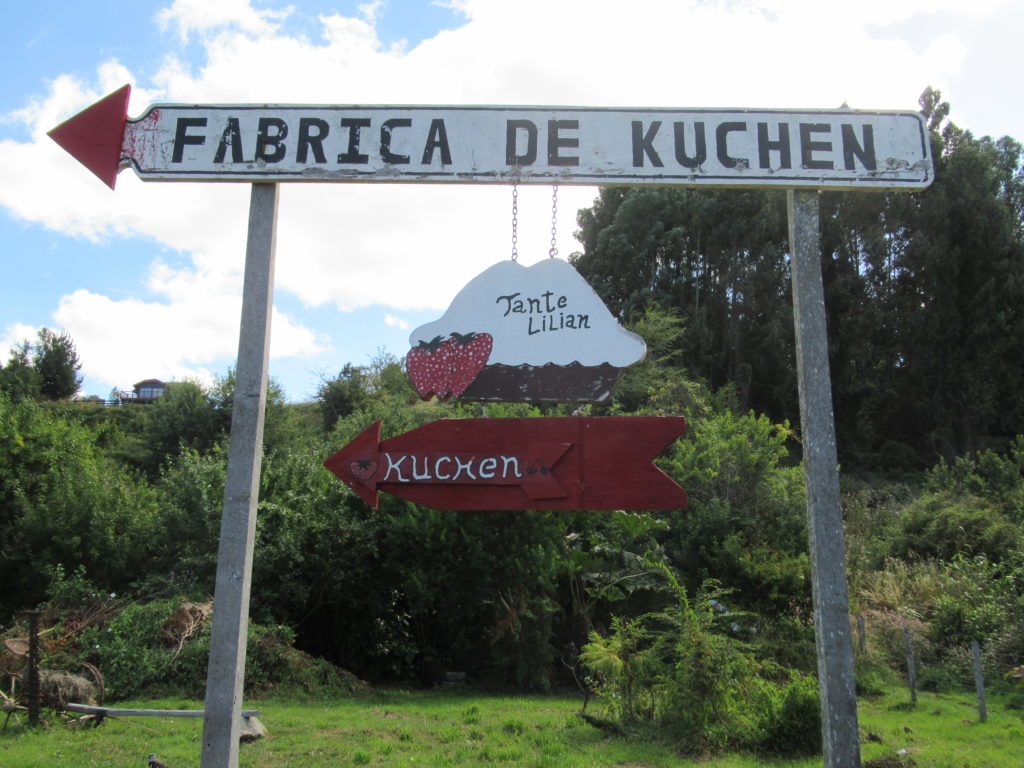 FABRICA DE KUCHEN
Tante
Lilian
Kuchen